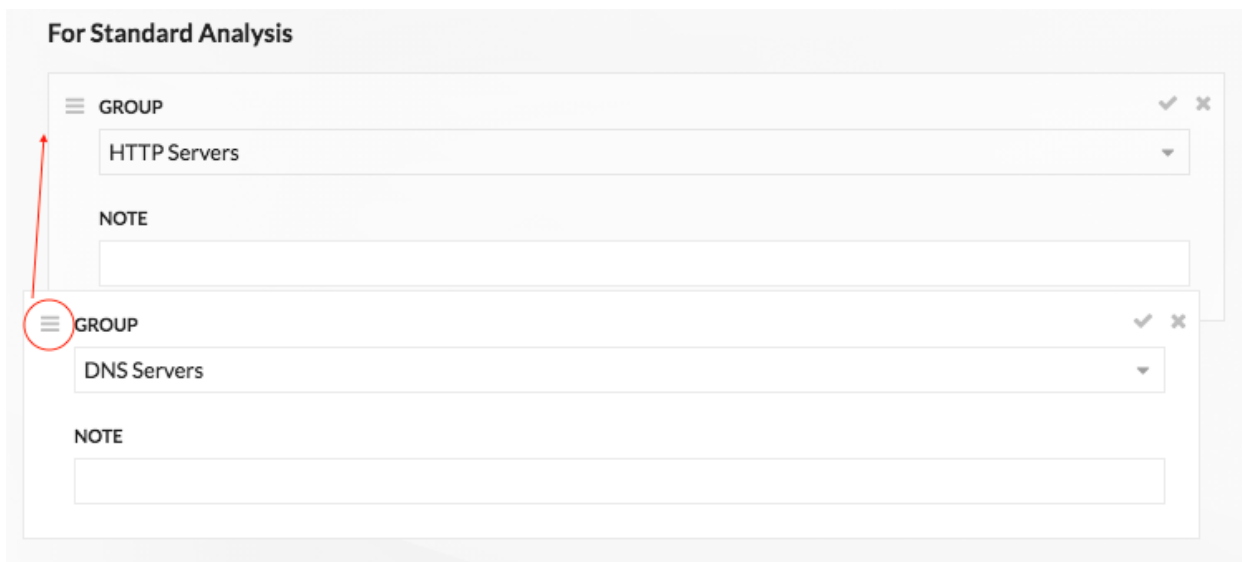 For Standard Analysis
GROUP
HTTP Servers
NOTE
GROUP
DNS Servers
NOTE